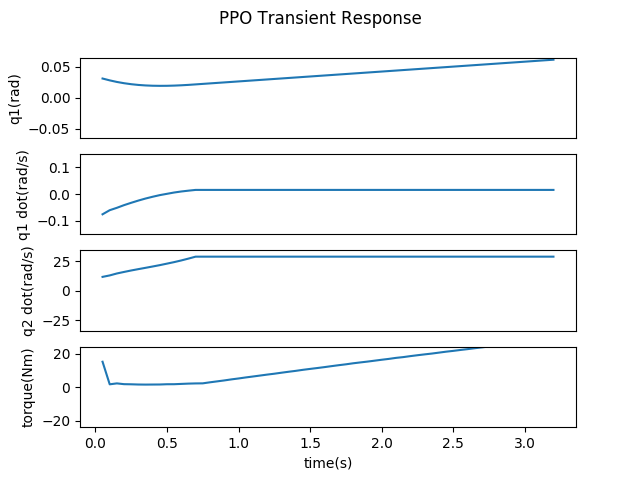 PPO Transient Response
q1(rad)
0.05
0.00
−0.05
q1 dot(rad/s)
0.1
0.0
−0.1
q2 dot(rad/s)
25
0
−25
torque(Nm)
20
0
−20
0.0 0.5 1.0 1.5 2.0 2.5 3.0
time(s)